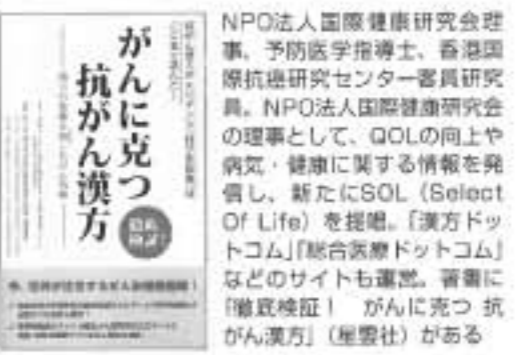 がんに克つ
抗がん漢方
NPO法人国際健康研究会理
事、予防医学指導士、香港国
際抗癌研究センター客員研究
員。NPO法人国際健康研究会
の理事として、QOLの向上や
病気・健康に関する情報を発
信し、新たにSOL（Select
Of Life）を提唱。「漢方ドッ
トコム」「総合医療ドットコム」
などのサイトも運営。著書に
『徹底検証！　がんに克つ 抗
がん漢方』（星雲社）がある